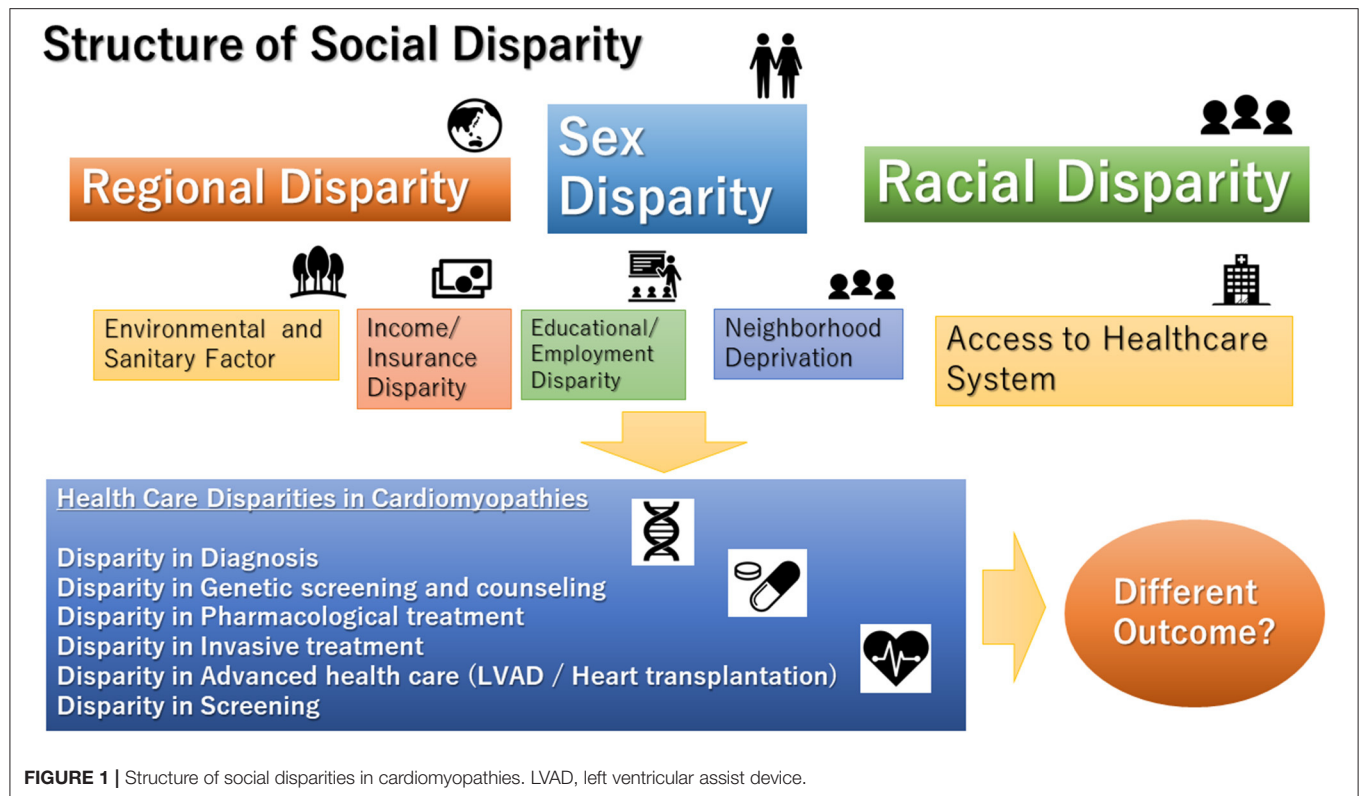 Structure of Social Disparity
Regional Disparity
Sex
Disparity
Racial Disparity
Environmental and
Sanitary Factor
Income/
Insurance
Disparity
Educational/
Employment
Disparity
Neighborhood
Deprivation
Access to Healthcare
System
Health Care Disparities in Cardiomyopathies
Disparity in Diagnosis
Disparity in Genetic screening and counseling
Disparity in Pharmacological treatment
Disparity in Invasive treatment
Disparity in Advanced health care (LVAD / Heart transplantation)
Disparity in Screening
Different
Outcome?
FIGURE 1 | Structure of social disparities in cardiomyopathies. LVAD, left ventricular assist device.